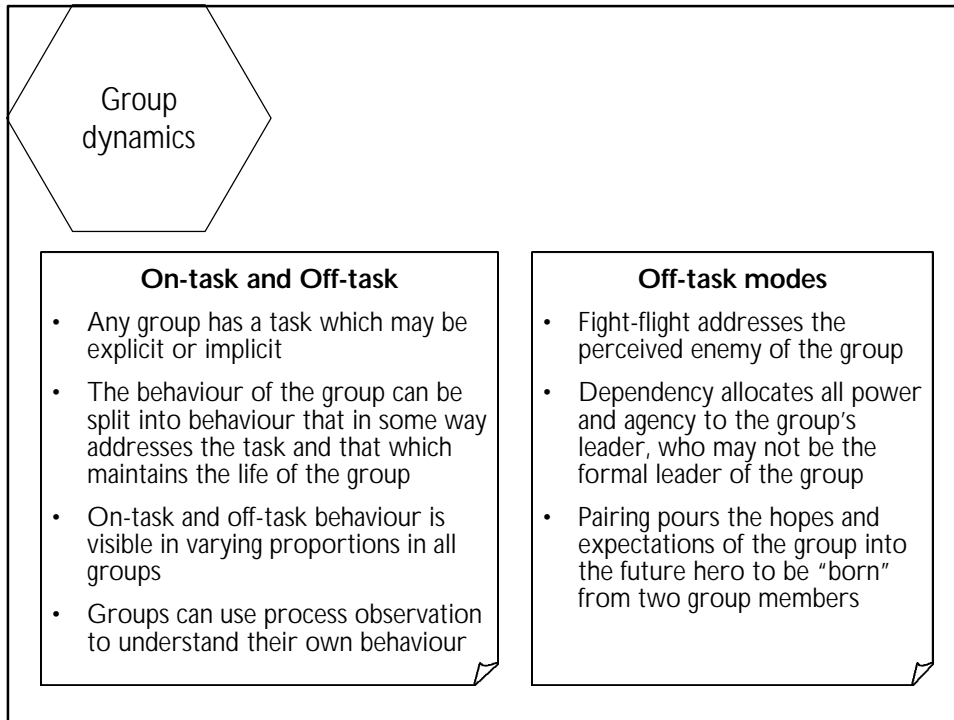 Group
dynamics
On-task and Off-task
• Any group has a task which may be
explicit or implicit
• The behaviour of the group can be
split into behaviour that in some way
addresses the task and that which
maintains the life of the group
• On-task and off-task behaviour is
visible in varying proportions in all
groups
• Groups can use process observation
to understand their own behaviour
Off-task modes
• Fight-flight addresses the
perceived enemy of the group
• Dependency allocates all power
and agency to the group’s
leader, who may not be the
formal leader of the group
• Pairing pours the hopes and
expectations of the group into
the future hero to be “born”
from two group members